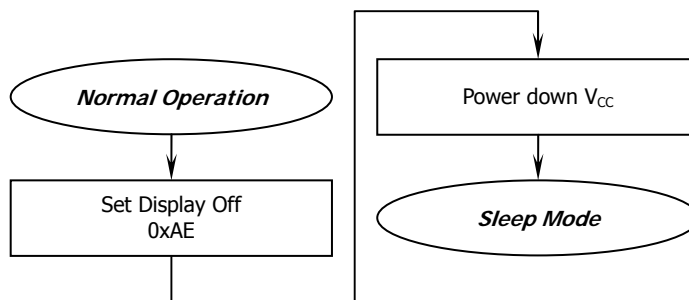 Normal Operation
Set Display Off
0xAE
Power down VCC
Sleep Mode